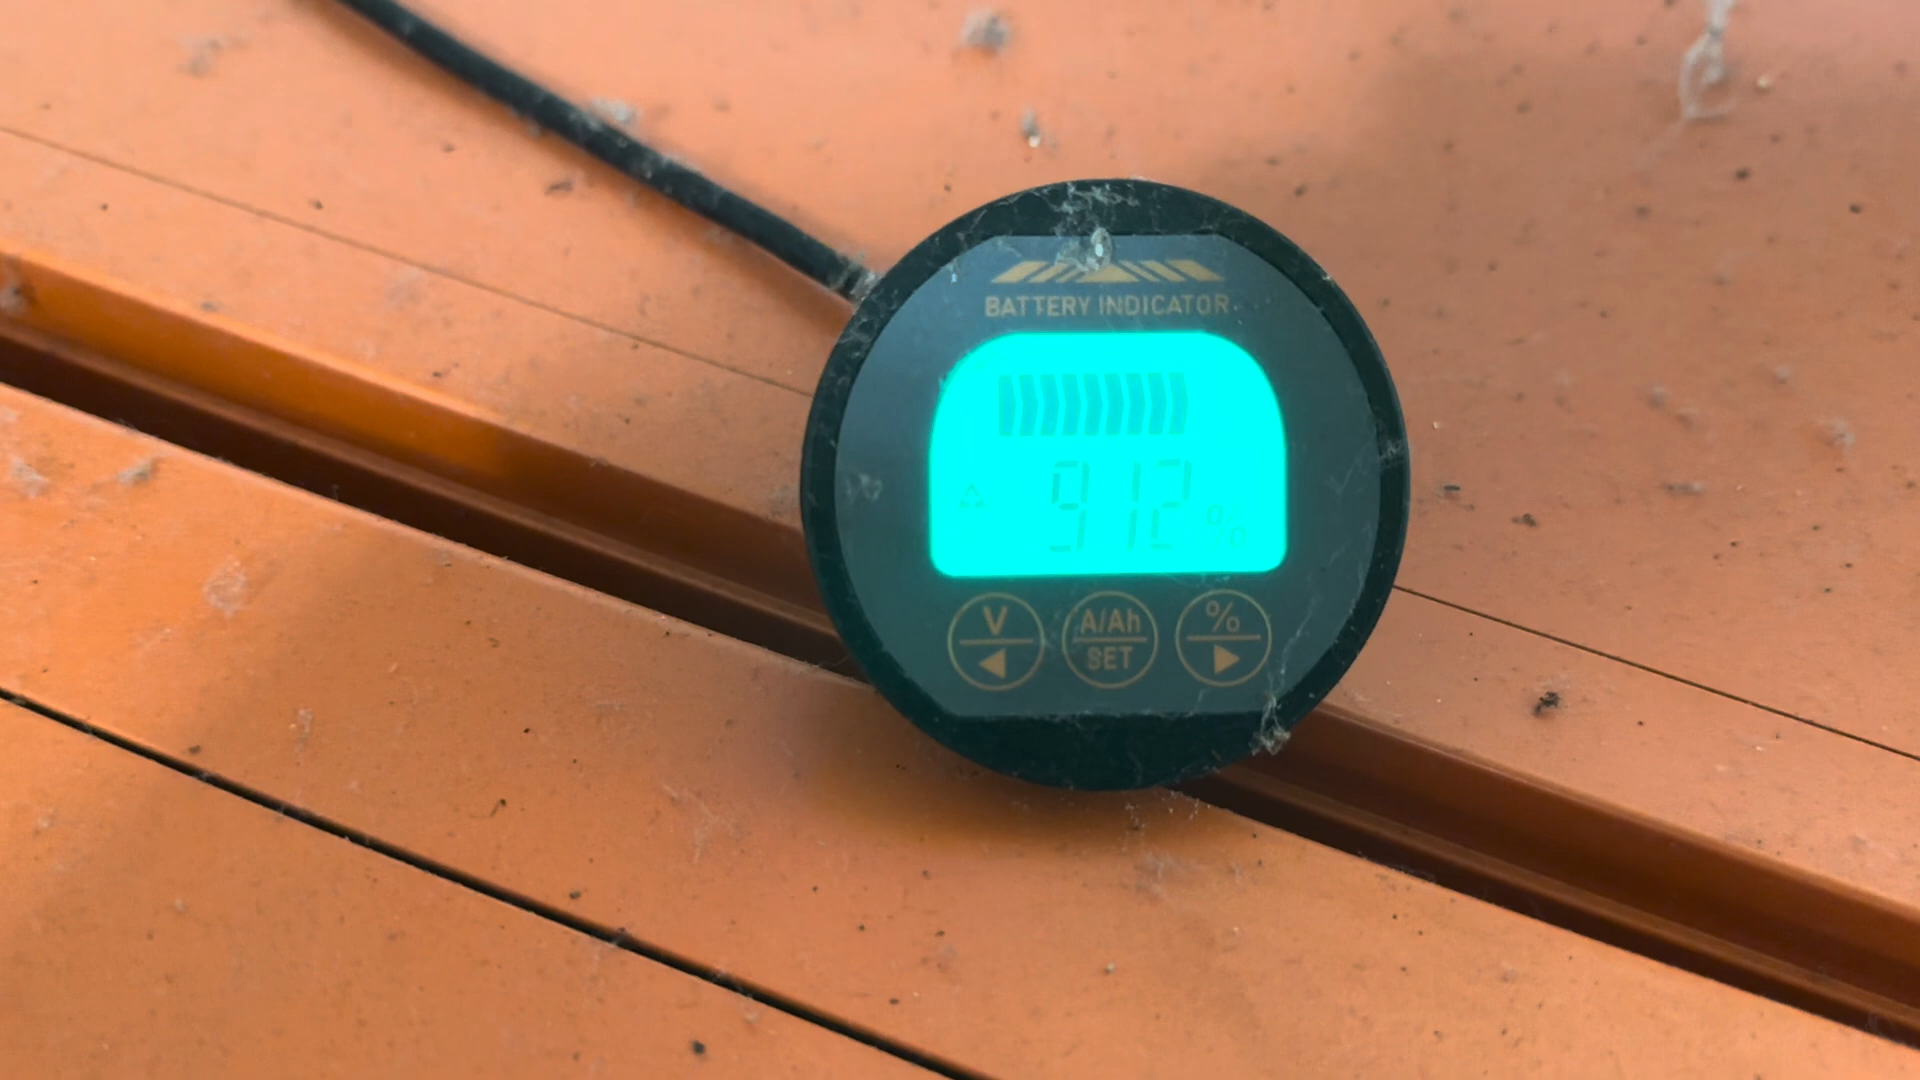 BATTERY INDICATOR
91.2 %
V A/Ah %
SET